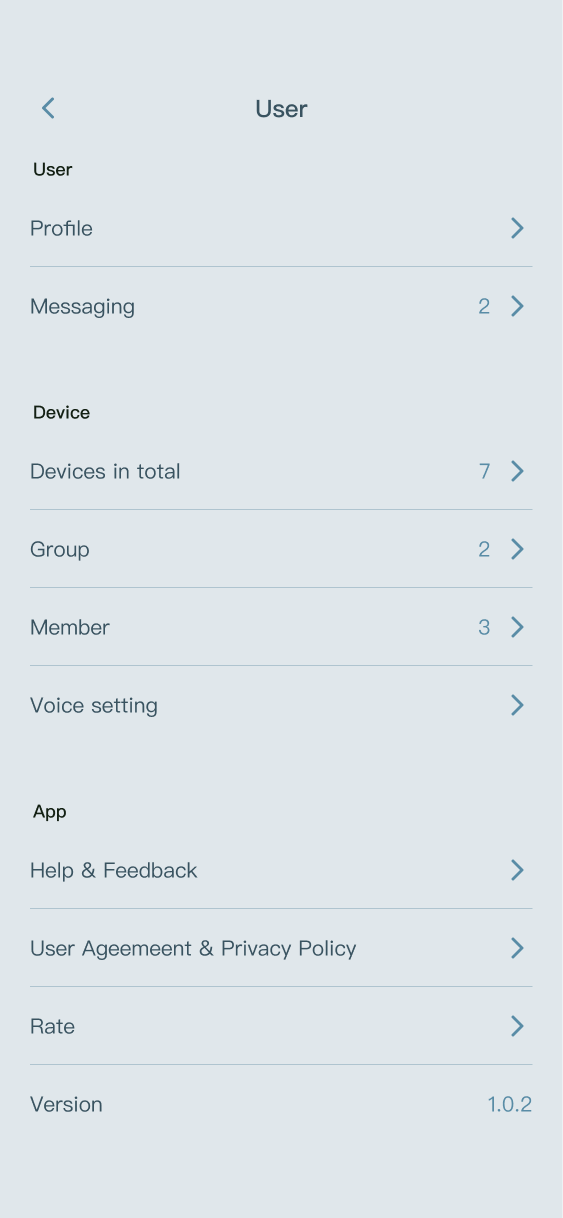 User
User
Profile
Messaging 2
Device
Devices in total 7
Group 2
Member 3
Voice setting
App
Help & Feedback
User Ageemeent & Privacy Policy
Rate
Version 1.0.2